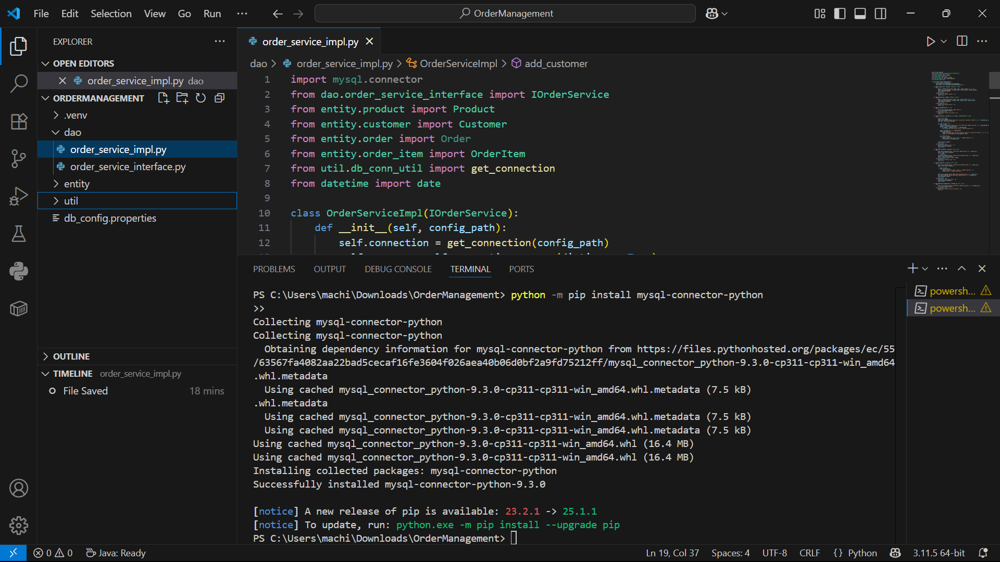 File Edit Selection View Go Run ··· OrderManagement
EXPLORER
OPEN EDITORS
order_service_impl.py dao
ORDERMANAGEMENT
.venv
dao
order_service_impl.py
order_service_interface.py
entity
util
db_config.properties
OUTLINE
TIMELINE order_service_impl.py
File Saved 18 mins
order_service_impl.py
dao > order_service_impl.py > OrderServiceImpl > add_customer
1 import mysql.connector
2 from dao.order_service_interface import IOrderService
3 from entity.product import Product
4 from entity.customer import Customer
5 from entity.order import Order
6 from entity.order_item import OrderItem
7 from util.db_conn_util import get_connection
8 from datetime import date
9
10 class OrderServiceImpl(IOrderService):
11 def __init__(self, config_path):
12 self.connection = get_connection(config_path)
PROBLEMS OUTPUT DEBUG CONSOLE TERMINAL PORTS
PS C:\Users\machi\Downloads\OrderManagement> python -m pip install mysql-connector-python
>>
Collecting mysql-connector-python
Collecting mysql-connector-python
Obtaining dependency information for mysql-connector-python from https://files.pythonhosted.org/packages/ec/55
/63567fa4082aa22bad5cecaf16fe3604f026aea40b06d0bf2a9fd75212ff/mysql_connector_python-9.3.0-cp311-cp311-win_amd64
.whl.metadata
Using cached mysql_connector_python-9.3.0-cp311-cp311-win_amd64.whl.metadata (7.5 kB)
.whl.metadata
Using cached mysql_connector_python-9.3.0-cp311-cp311-win_amd64.whl.metadata (7.5 kB)
Using cached mysql_connector_python-9.3.0-cp311-cp311-win_amd64.whl.metadata (7.5 kB)
Using cached mysql_connector_python-9.3.0-cp311-cp311-win_amd64.whl (16.4 MB)
Using cached mysql_connector_python-9.3.0-cp311-cp311-win_amd64.whl (16.4 MB)
Installing collected packages: mysql-connector-python
Successfully installed mysql-connector-python-9.3.0
[notice] A new release of pip is available: 23.2.1 -> 25.1.1
[notice] To update, run: python.exe -m pip install --upgrade pip
PS C:\Users\machi\Downloads\OrderManagement>
powersh...
powersh...
0 0 Java: Ready Ln 19, Col 37 Spaces: 4 UTF-8 CRLF {} Python 3.11.5 64-bit